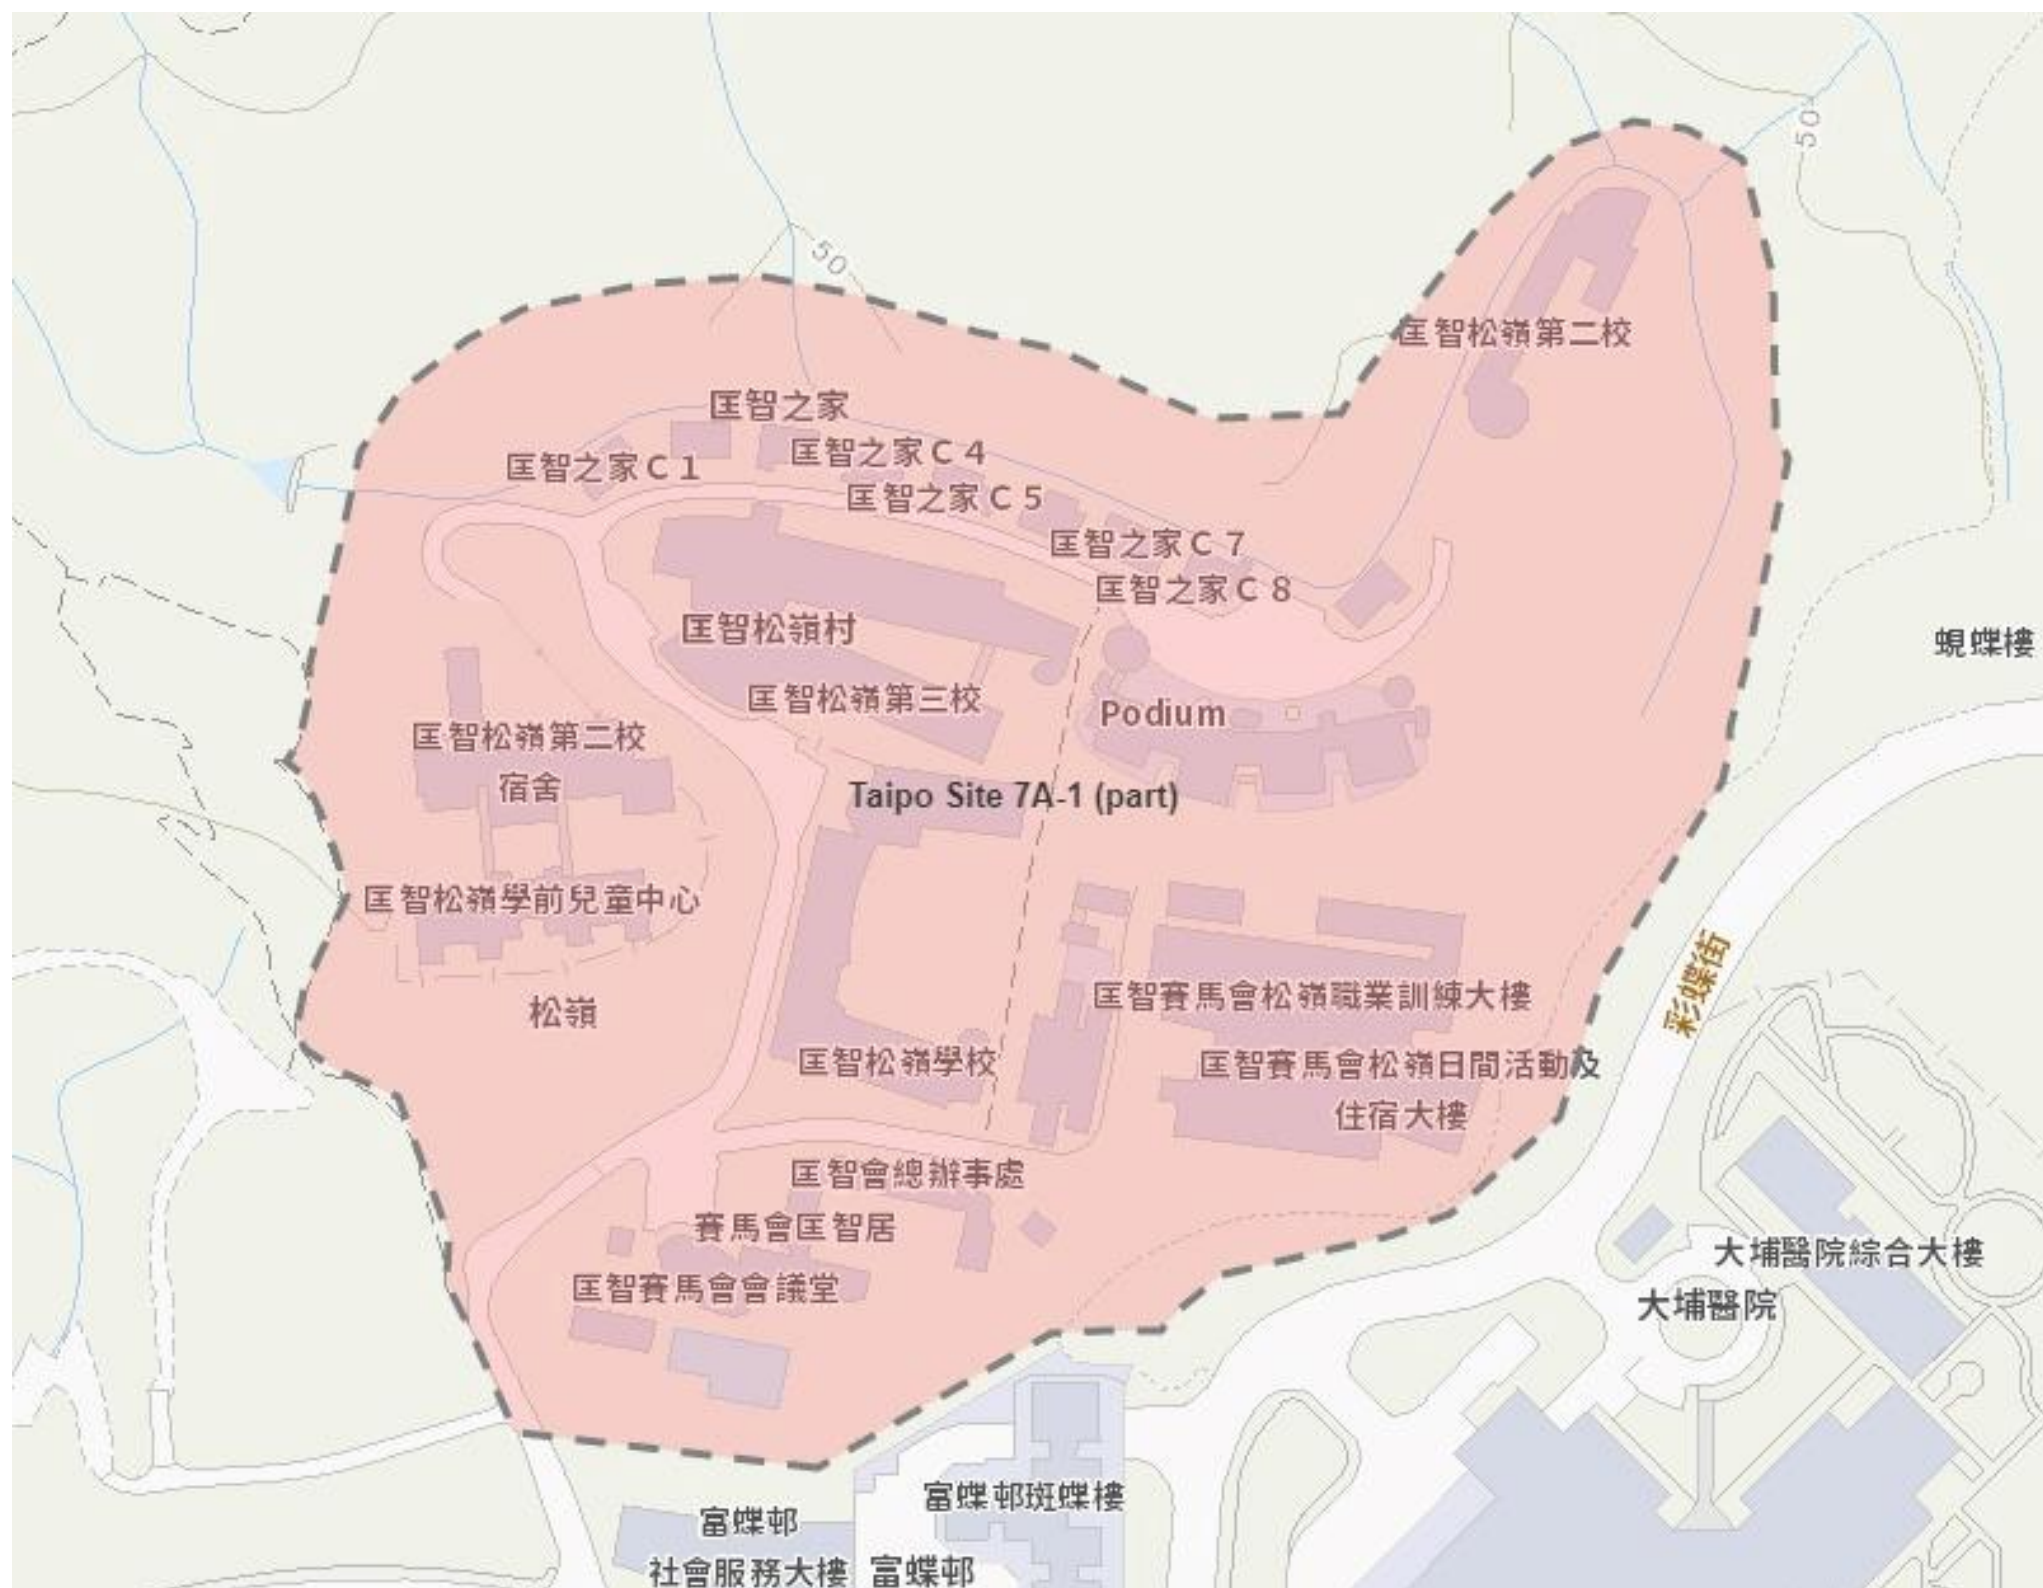 50
50
匡智松嶺第二校
匡智之家
匡智之家C 4
匡智之家C 1
匡智之家C 5
匡智之家C 7
匡智之家C 8
匡智松嶺村
蜆蝶樓
匡智松嶺第三校
Podium
匡智松嶺第二校
宿舍
Taipo Site 7A-1 (part)
匡智松嶺學前兒童中心
彩蝶街
匡智賽馬會松嶺職業訓練大樓
松嶺
匡智松嶺學校
匡智賽馬會松嶺日間活動及
住宿大樓
匡智會總辦事處
賽馬會匡智居
大埔醫院綜合大樓
匡智賽馬會會議堂
大埔醫院
富蝶邨斑蝶樓
富蝶邨
社會服務大樓
富蝶邨